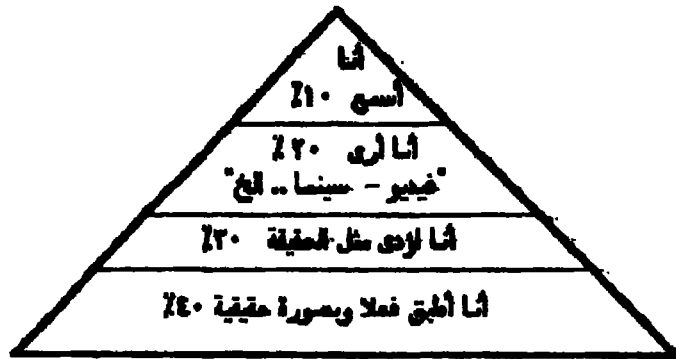 أنا
أسمع ١٠٪
أنا أرى ٢٠٪
"فيديو – سينما .. الخ"
أنا أؤدى مثل الحقيقة ٣٠٪
أنا أطبق فعلا وبصورة حقيقية ٤٠٪